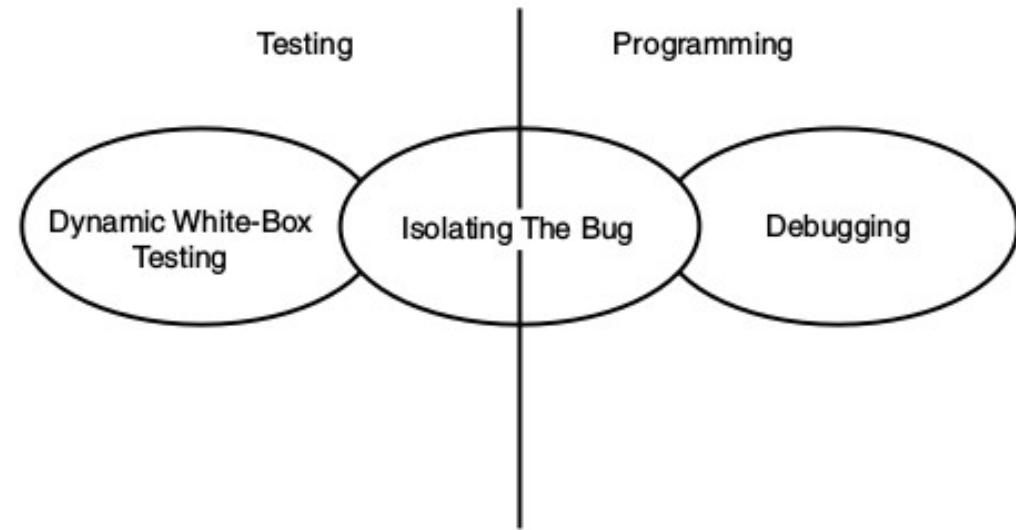 Testing
Programming
Dynamic White-Box
Testing
Isolating The Bug
Debugging